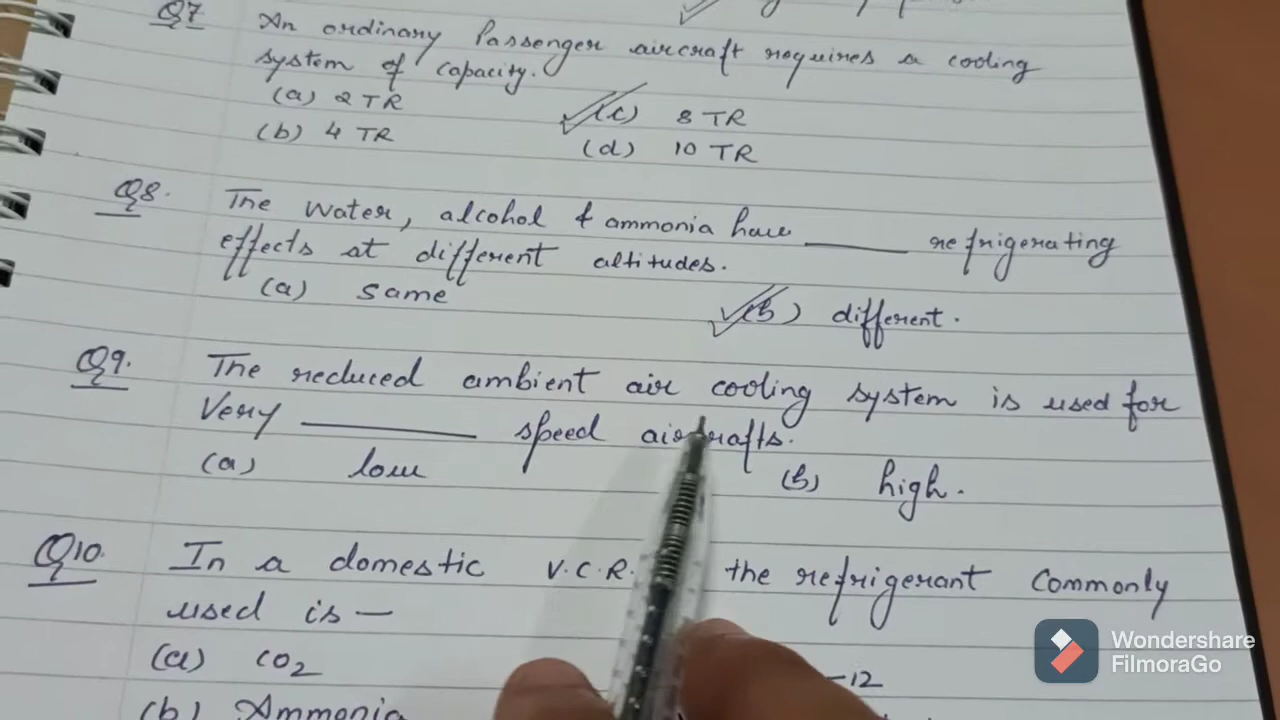 Q7 An ordinary Passenger aircraft requires a cooling
system of capacity.
(a) 2 TR (c) 8 TR
(b) 4 TR (d) 10 TR
Q8. The Water, alcohol & ammonia have ______ refrigerating
effects at different altitudes.
(a) same (b) different.
Q9. The reduced ambient air cooling system is used for
Very ______ speed aircrafts.
(a) low (b) high.
Q10. In a domestic V.C.R. the refrigerant Commonly
used is —
(a) CO2 -12
(b) Ammonia
Wondershare
FilmoraGo